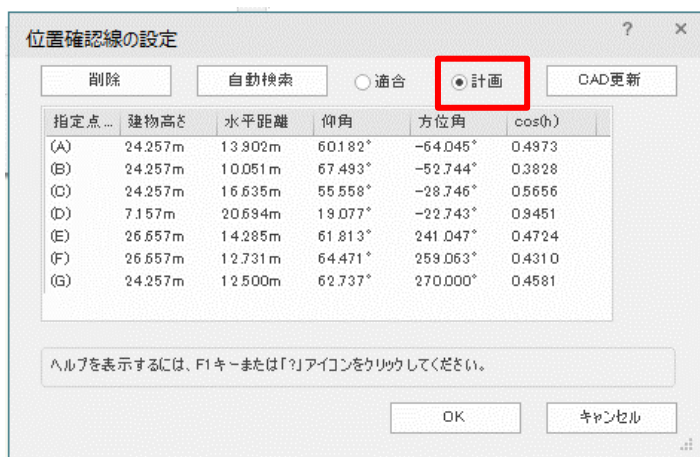 位置確認線の設定 ? ×
削除 自動検索 適合 計画 CAD更新
指定点... 建物高さ 水平距離 仰角 方位角 cos(h)
(A) 24.257m 13.902m 60.182° -64.045° 0.4973
(B) 24.257m 10.051m 67.493° -52.744° 0.3828
(C) 24.257m 16.635m 55.558° -28.746° 0.5656
(D) 7.157m 20.694m 19.077° -22.743° 0.9451
(E) 26.657m 14.285m 61.813° 241.047° 0.4724
(F) 26.657m 12.731m 64.471° 259.063° 0.4310
(G) 24.257m 12.500m 62.737° 270.000° 0.4581
ヘルプを表示するには、F1キーまたは「?」アイコンをクリックしてください。
OK キャンセル